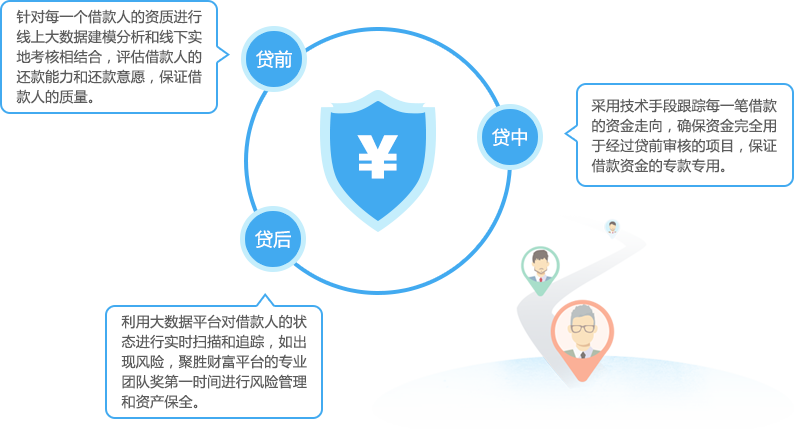 针对每一个借款人的资质进行
线上大数据建模分析和线下实
地考核相结合，评估借款人的
还款能力和还款意愿，保证借
款人的质量。
贷前
¥
采用技术手段跟踪每一笔借款
的资金走向，确保资金完全用
于经过贷前审核的项目，保证
借款资金的专款专用。
贷中
贷后
利用大数据平台对借款人的状
态进行实时扫描和追踪，如出
现风险，聚胜财富平台的专业
团队奖第一时间进行风险管理
和资产保全。